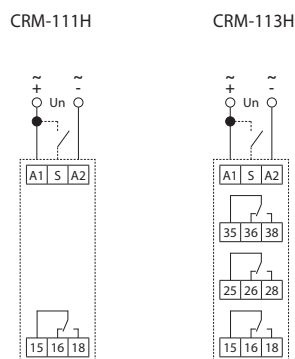 CRM-111H CRM-113H
~ ~ ~ ~
+ - + -
Un Un
A1 S A2 A1 S A2
35 36 38
25 26 28
15 16 18 15 16 18